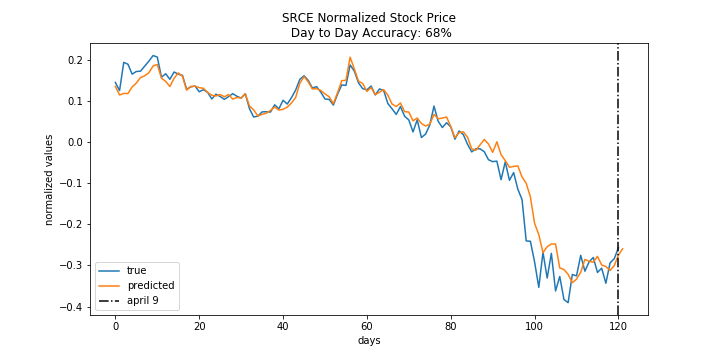 SRCE Normalized Stock Price
Day to Day Accuracy: 68%
normalized values
0.2
0.1
0.0
−0.1
−0.2
−0.3
−0.4
true
predicted
april 9
0
20
40
60
80
100
120
days